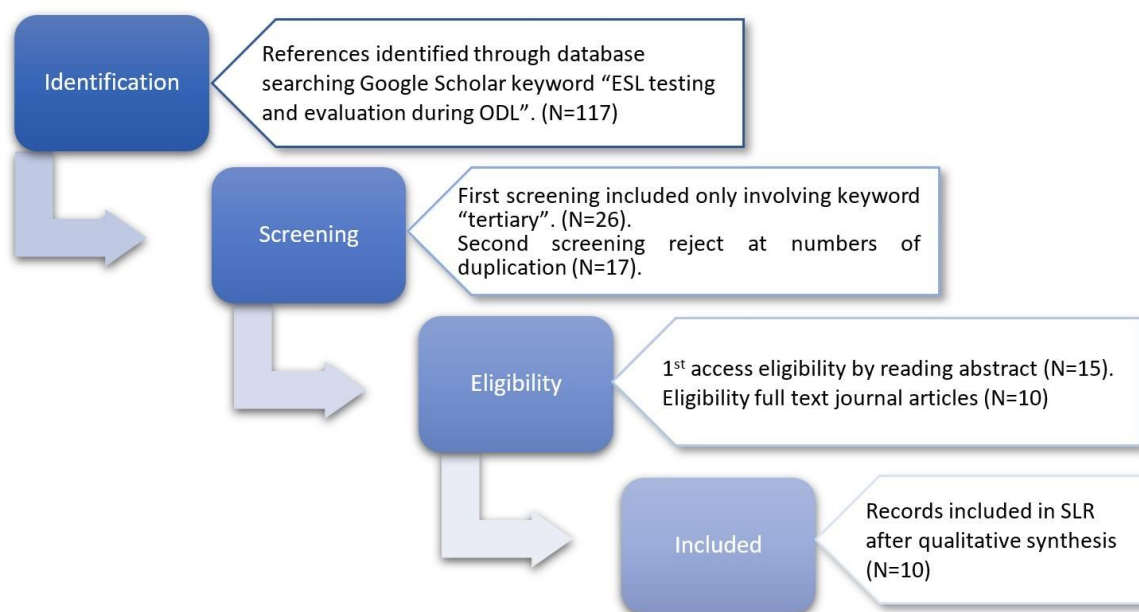 Identification
References identified through database
searching Google Scholar keyword “ESL testing
and evaluation during ODL”. (N=117)
Screening
First screening included only involving keyword
“tertiary”. (N=26).
Second screening reject at numbers of
duplication (N=17).
Eligibility
1st access eligibility by reading abstract (N=15).
Eligibility full text journal articles (N=10)
Included
Records included in SLR
after qualitative synthesis
(N=10)